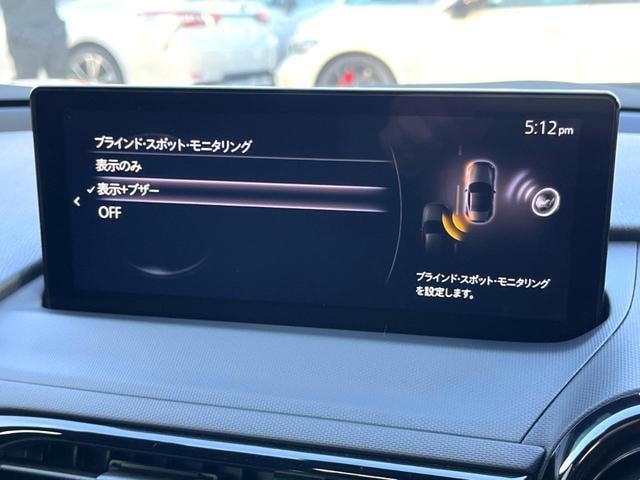 5:12 pm
ブラインド・スポット・モニタリング
表示のみ
表示+ブザー
OFF
ブラインド・スポット・モニタリング
を設定します。